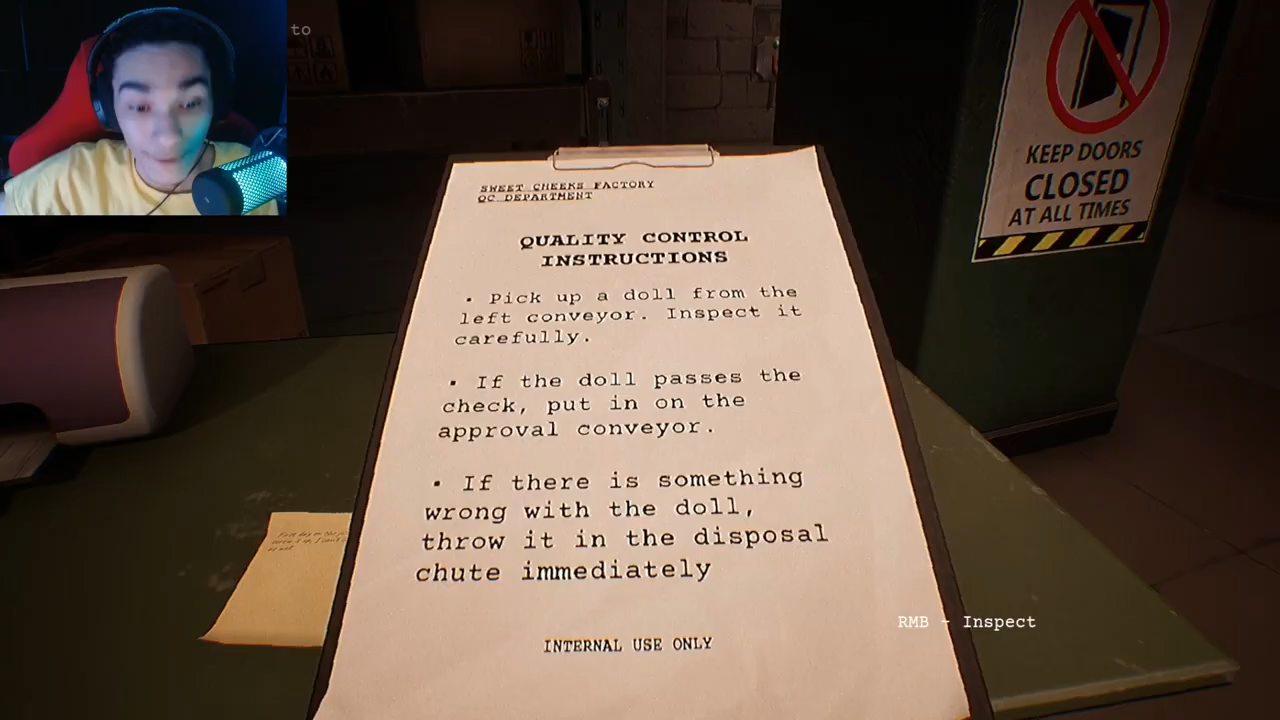 to
KEEP DOORS
CLOSED
AT ALL TIMES
SWEET CHEEKS FACTORY
QC DEPARTMENT
QUALITY CONTROL
INSTRUCTIONS
• Pick up a doll from the
left conveyor. Inspect it
carefully.
• If the doll passes the
check, put in on the
approval conveyor.
• If there is something
wrong with the doll,
throw it in the disposal
chute immediately
INTERNAL USE ONLY
RMB - Inspect